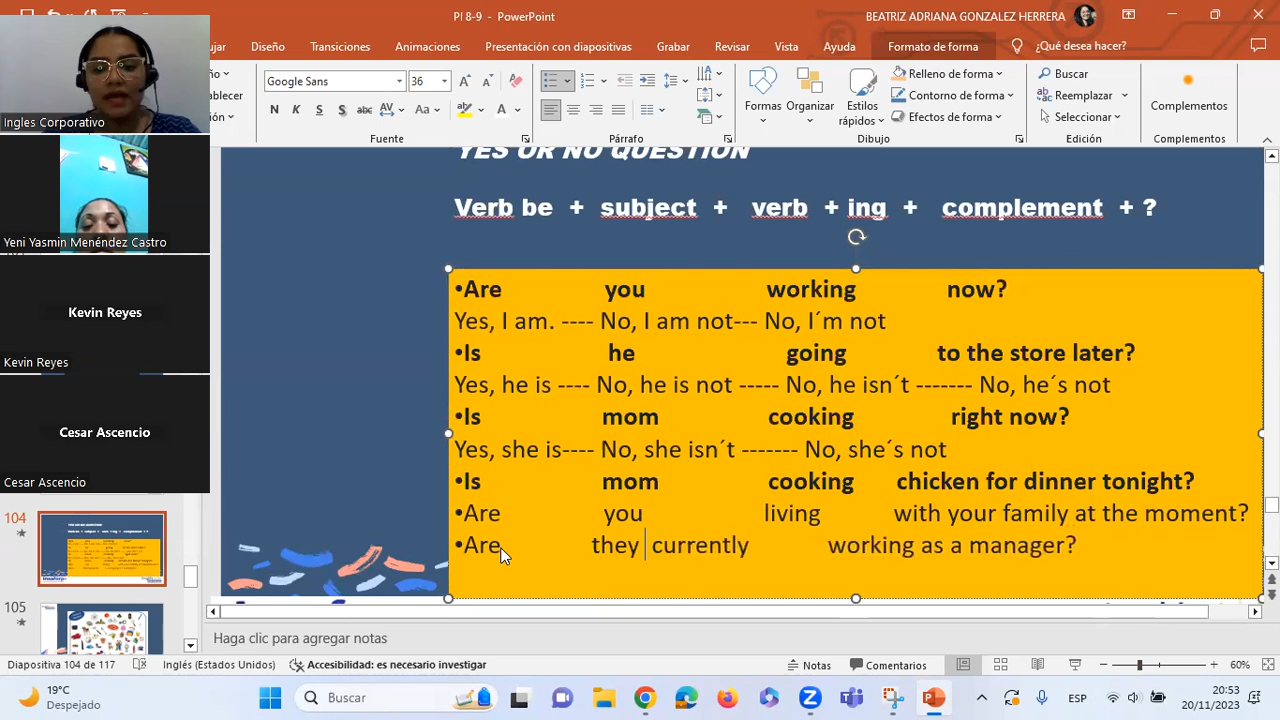 PI 8-9 - PowerPoint
BEATRIZ ADRIANA GONZALEZ HERRERA
Diseño Transiciones Animaciones Presentación con diapositivas Grabar Revisar Vista Ayuda Formato de forma ¿Qué desea hacer?
Google Sans 36
N K S abc AV Aa
Formas Organizar Estilos rápidos
Relleno de forma
Contorno de forma
Efectos de forma
Buscar
Reemplazar
Seleccionar
Complementos
Fuente Párrafo Dibujo Edición Complementos
Ingles Corporativo
Yeni Yasmin Menéndez Castro
Kevin Reyes
Kevin Reyes
Cesar Ascencio
Cesar Ascencio
104
105
YES OR NO QUESTION
Verb be + subject + verb + ing + complement + ?
•Are you working now?
Yes, I am. ---- No, I am not--- No, I´m not
•Is he going to the store later?
Yes, he is ---- No, he is not ----- No, he isn´t ------- No, he´s not
•Is mom cooking right now?
Yes, she is---- No, she isn´t ------- No, she´s not
•Is mom cooking chicken for dinner tonight?
•Are you living with your family at the moment?
•Are they currently working as a manager?
Haga clic para agregar notas
Diapositiva 104 de 117 Inglés (Estados Unidos) Accesibilidad: es necesario investigar Notas Comentarios 60%
19°C
Despejado
Buscar
ESP
20:53
20/11/2023